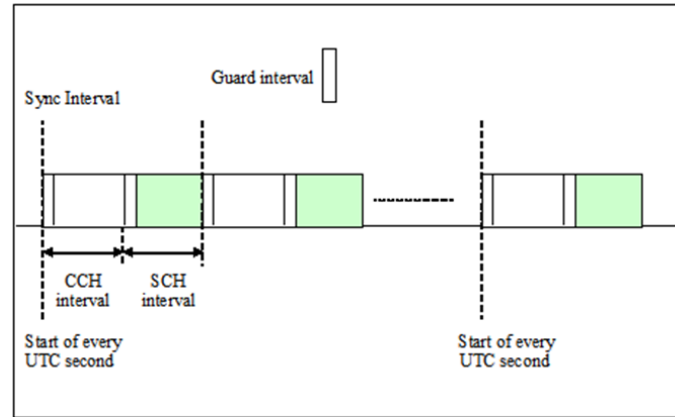 Guard interval
Sync Interval
CCH
interval
SCH
interval
Start of every
UTC second
Start of every
UTC second